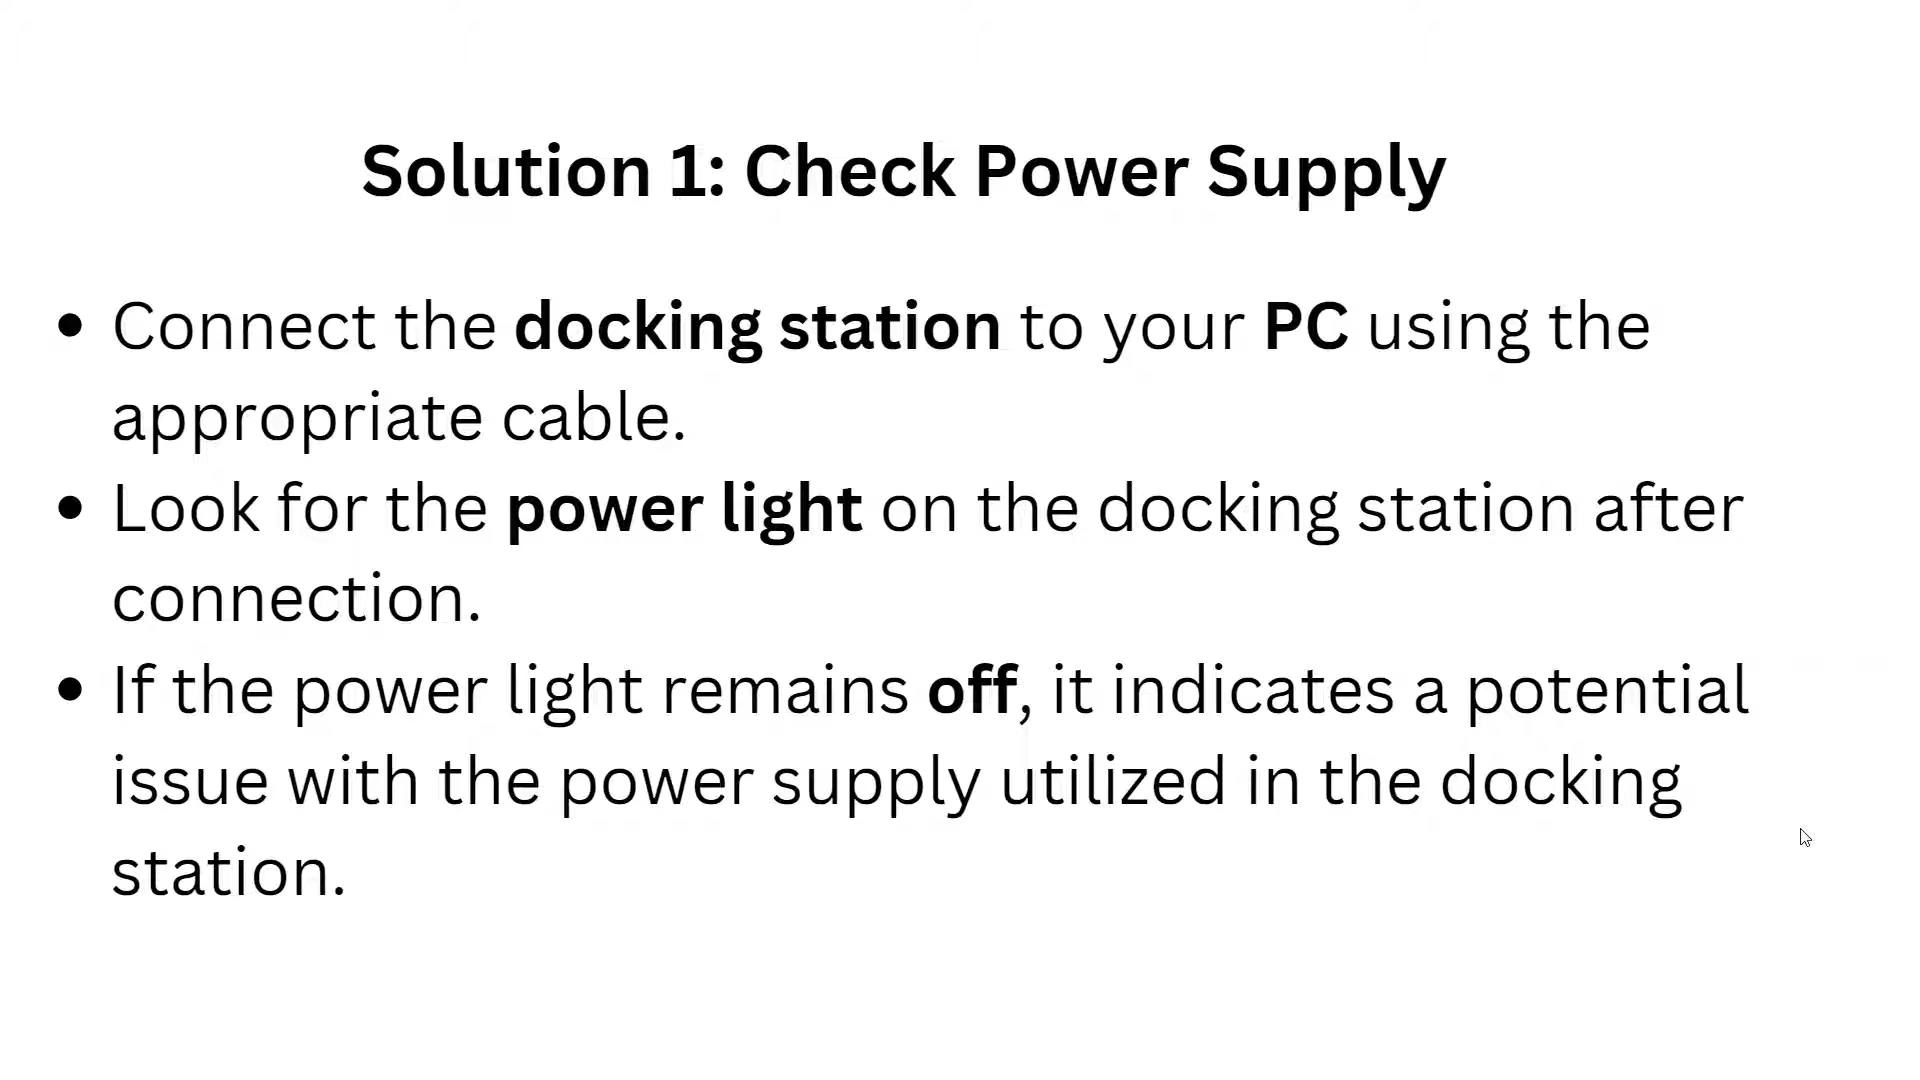 Solution 1: Check Power Supply
• Connect the docking station to your PC using the
appropriate cable.
• Look for the power light on the docking station after
connection.
• If the power light remains off, it indicates a potential
issue with the power supply utilized in the docking
station.